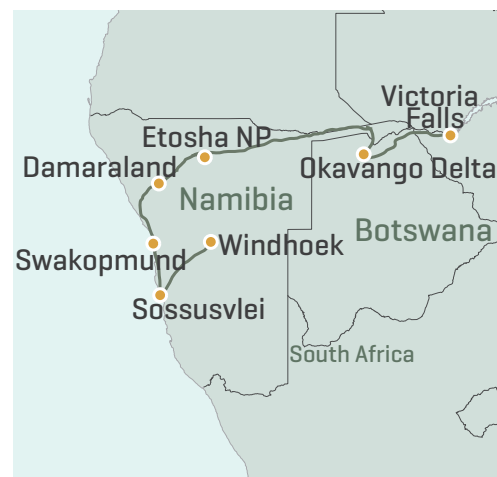 Victoria
Falls
Etosha NP
Okavango Delta
Damaraland
Namibia
Botswana
Windhoek
Swakopmund
Sossusvlei
South Africa